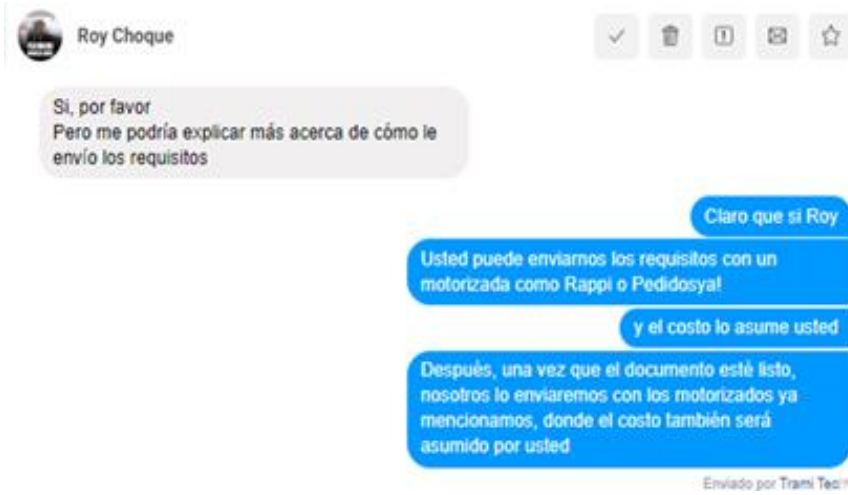 Roy Choque
Si, por favor
Pero me podría explicar más acerca de cómo le
envío los requisitos
Claro que si Roy
Usted puede enviarnos los requisitos con un
motorizada como Rappi o Pedidosya!
y el costo lo asume usted
Después, una vez que el documento esté listo,
nosotros lo enviaremos con los motorizados ya
mencionamos, donde el costo también será
asumido por usted
Enviado por Trami Tec